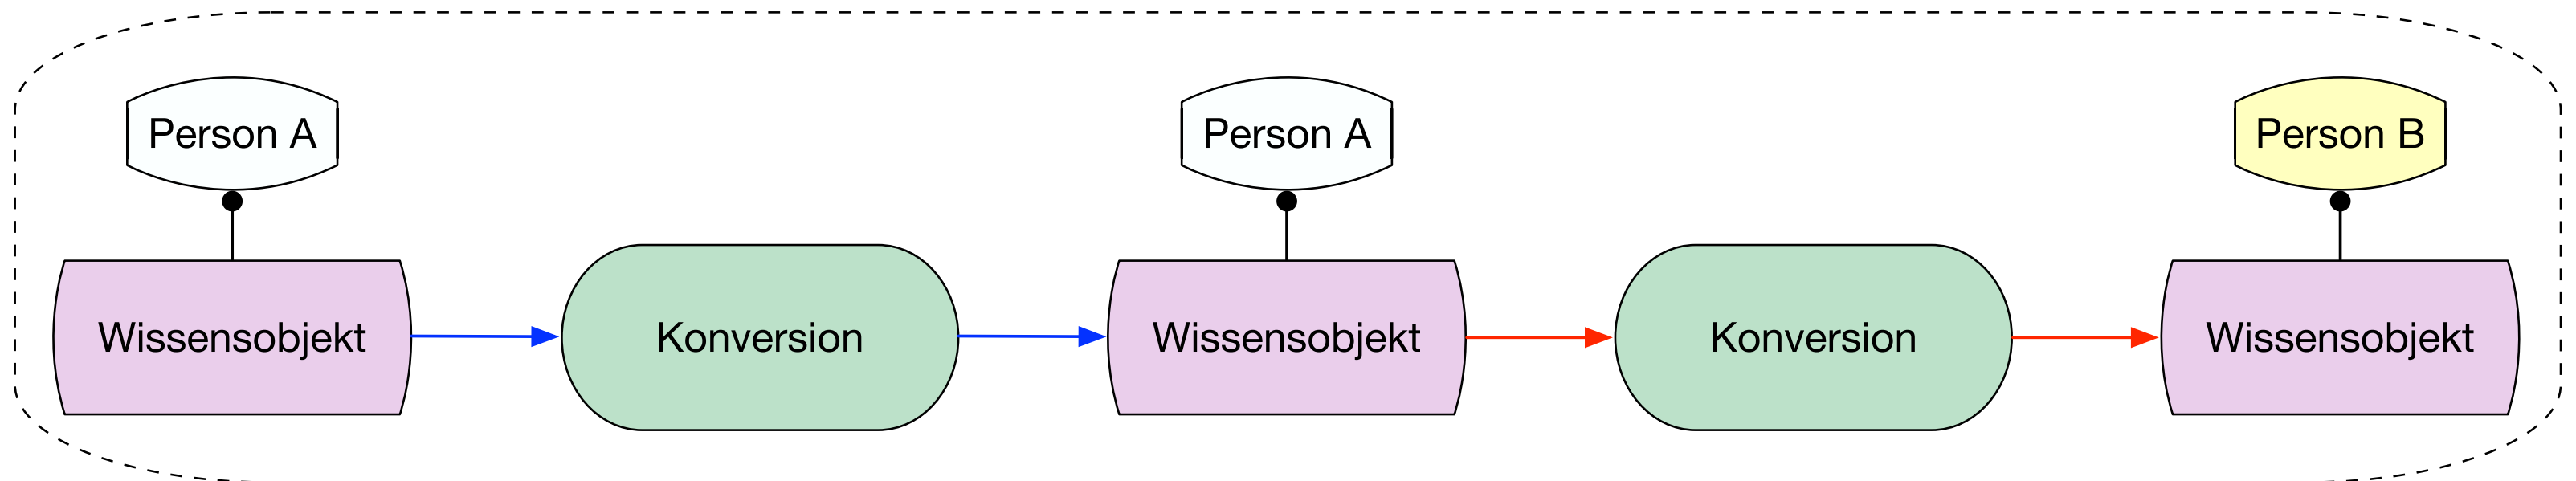 Person A
Person A
Person B
Wissensobjekt
Konversion
Wissensobjekt
Konversion
Wissensobjekt